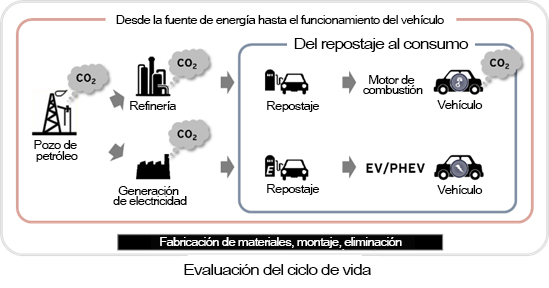 Desde la fuente de energía hasta el funcionamiento del vehículo
Del repostaje al consumo
CO2
CO2
CO2
Pozo de
petróleo
Refinería
Repostaje
Motor de
combustión
Vehículo
CO2
Generación
de electricidad
E
Repostaje
EV/PHEV
Vehículo
Fabricación de materiales, montaje, eliminación
Evaluación del ciclo de vida